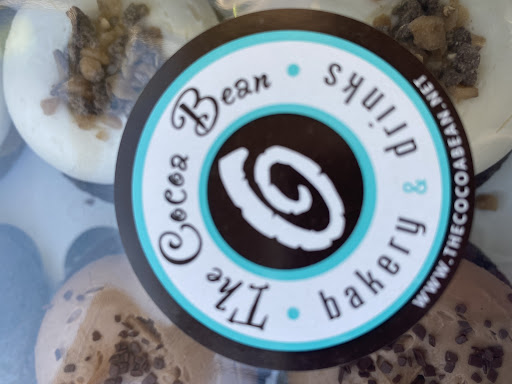 The Cocoa Bean
bakery & drinks
WWW.THECOCOABEAN.NET